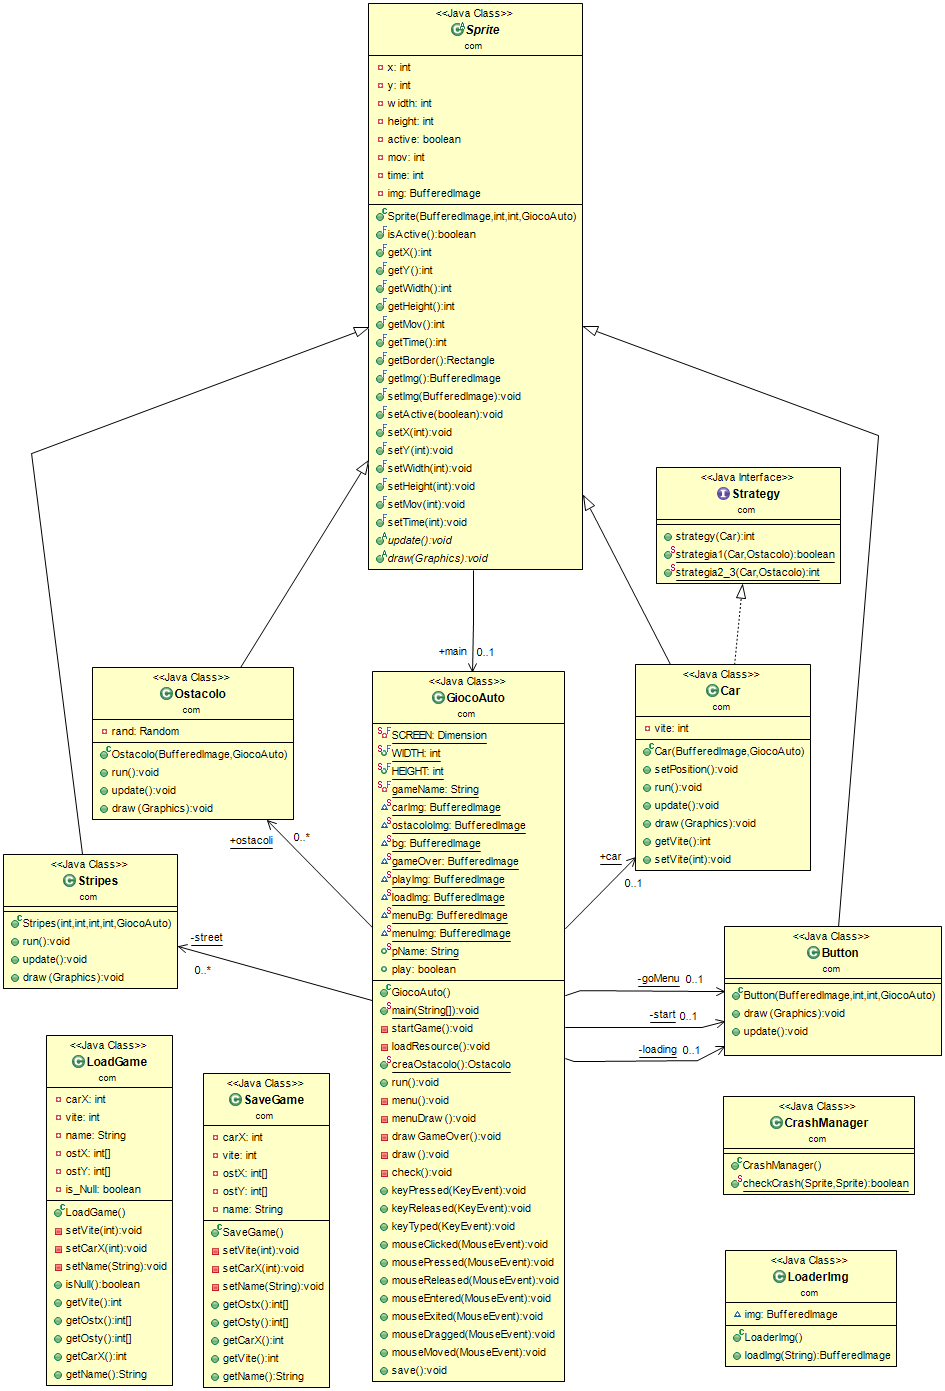 <<Java Class>>
Sprite
com
x: int
y: int
width: int
height: int
active: boolean
mov: int
time: int
img: BufferedImage
Sprite(BufferedImage,int,int,GiocoAuto)
isActive():boolean
getX():int
getY():int
getWidth():int
getHeight():int
getMov():int
getTime():int
getBorder():Rectangle
getImg():BufferedImage
setImg(BufferedImage):void
setActive(boolean):void
setX(int):void
setY(int):void
setWidth(int):void
setHeight(int):void
setMov(int):void
setTime(int):void
update():void
draw(Graphics):void
<<Java Interface>>
Strategy
com
strategy(Car):int
strategia1(Car,Ostacolo):boolean
strategia2_3(Car,Ostacolo):int
+main 0..1
<<Java Class>>
Ostacolo
com
rand: Random
Ostacolo(BufferedImage,GiocoAuto)
run():void
update():void
draw(Graphics):void
<<Java Class>>
GiocoAuto
com
SCREEN: Dimension
WIDTH: int
HEIGHT: int
gameName: String
carImg: BufferedImage
ostacoloImg: BufferedImage
bg: BufferedImage
gameOver: BufferedImage
playImg: BufferedImage
loadImg: BufferedImage
menuBg: BufferedImage
menuImg: BufferedImage
pName: String
play: boolean
GiocoAuto()
main(String[]):void
startGame():void
loadResource():void
creaOstacolo():Ostacolo
run():void
menu():void
menuDraw():void
drawGameOver():void
draw():void
check():void
keyPressed(KeyEvent):void
keyReleased(KeyEvent):void
keyTyped(KeyEvent):void
mouseClicked(MouseEvent):void
mousePressed(MouseEvent):void
mouseReleased(MouseEvent):void
mouseEntered(MouseEvent):void
mouseExited(MouseEvent):void
mouseDragged(MouseEvent):void
mouseMoved(MouseEvent):void
save():void
<<Java Class>>
Car
com
vite: int
Car(BufferedImage,GiocoAuto)
setPosition():void
run():void
update():void
draw(Graphics):void
getVite():int
setVite(int):void
+ostacoli 0..*
+car
0..1
<<Java Class>>
Stripes
com
Stripes(int,int,int,int,GiocoAuto)
run():void
update():void
draw(Graphics):void
-street
0..*
-goMenu 0..1
-start 0..1
-loading 0..1
<<Java Class>>
Button
com
Button(BufferedImage,int,int,GiocoAuto)
draw(Graphics):void
update():void
<<Java Class>>
LoadGame
com
carX: int
vite: int
name: String
ostX: int[]
ostY: int[]
is_Null: boolean
LoadGame()
setVite(int):void
setCarX(int):void
setName(String):void
isNull():boolean
getVite():int
getOstx():int[]
getOsty():int[]
getCarX():int
getName():String
<<Java Class>>
SaveGame
com
carX: int
vite: int
ostX: int[]
ostY: int[]
name: String
SaveGame()
setVite(int):void
setCarX(int):void
setName(String):void
getOstx():int[]
getOsty():int[]
getCarX():int
getVite():int
getName():String
<<Java Class>>
CrashManager
com
CrashManager()
checkCrash(Sprite,Sprite):boolean
<<Java Class>>
LoaderImg
com
img: BufferedImage
LoaderImg()
loadImg(String):BufferedImage